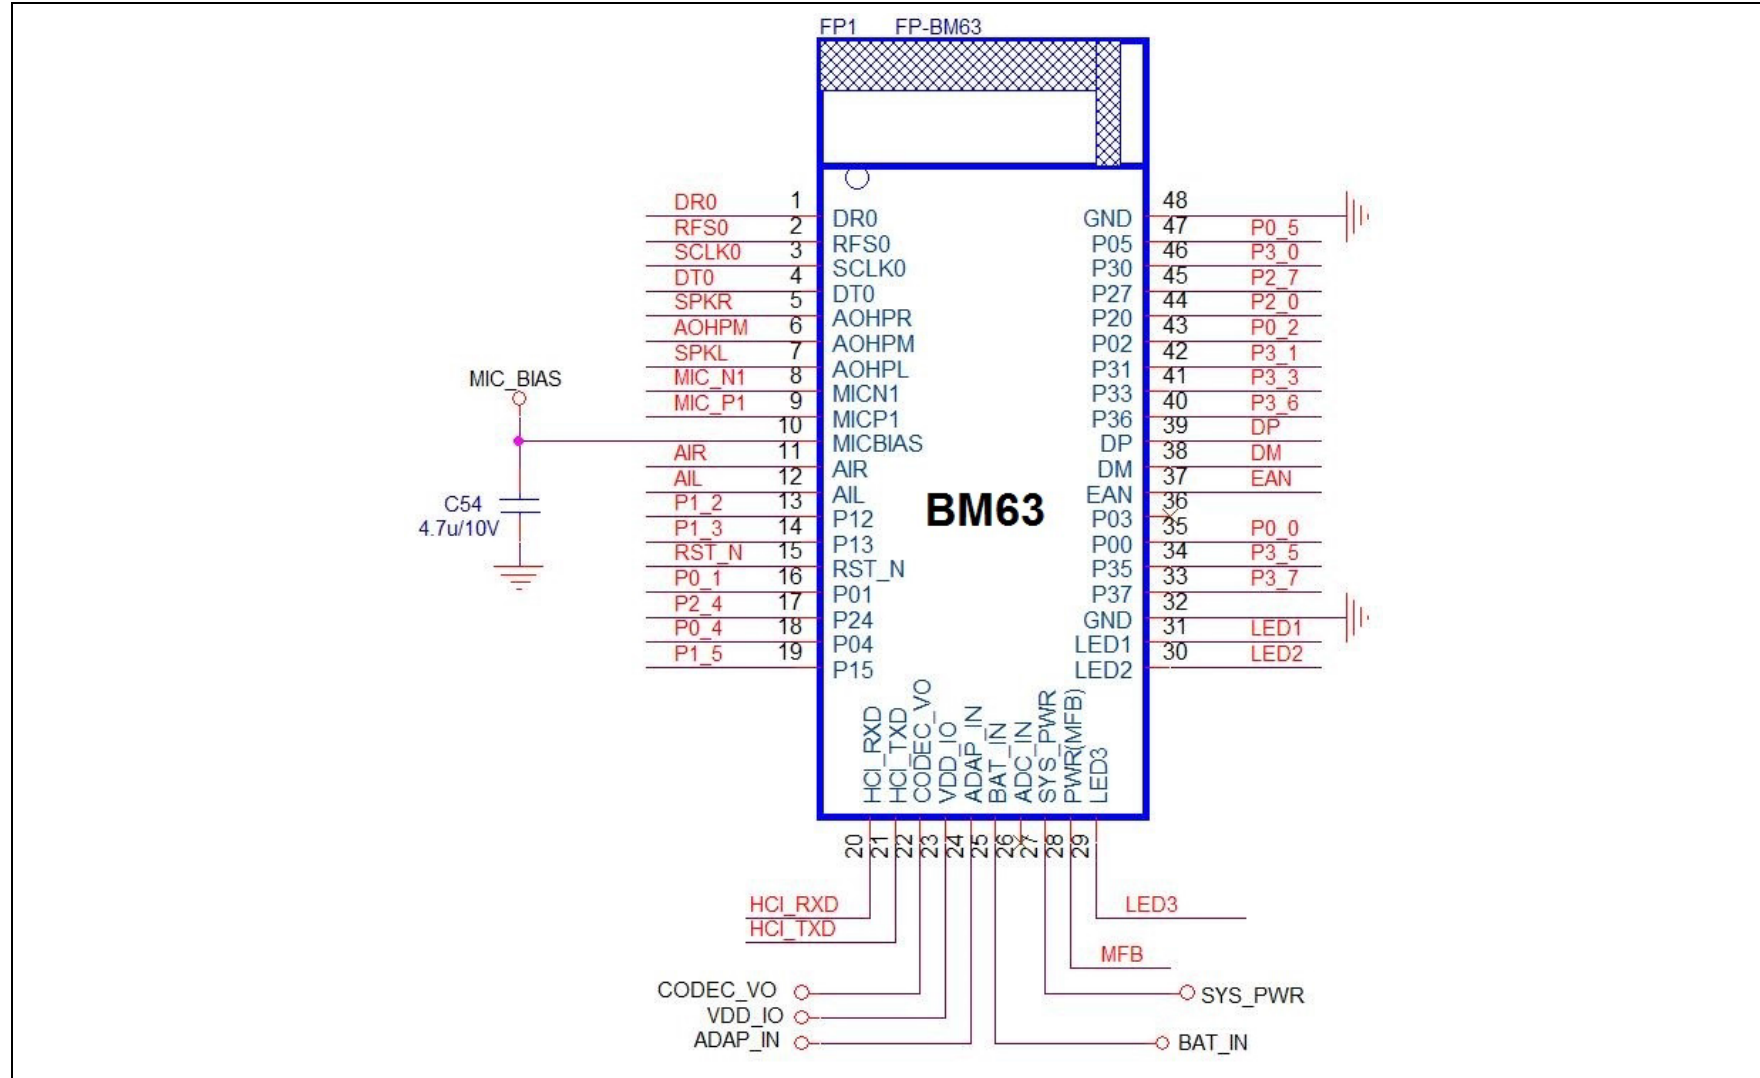 FP1 FP-BM63
DR0 1 DR0
RFS0 2 RFS0
SCLK0 3 SCLK0
DT0 4 DT0
SPKR 5 AOHPR
AOHPM 6 AOHPM
SPKL 7 AOHPL
MIC_N1 8 MICN1
MIC_P1 9 MICP1
MIC_BIAS
10 MICBIAS
AIR 11 AIR
AIL 12 AIL
P1_2 13 P12
P1_3 14 P13
RST_N 15 RST_N
P0_1 16 P01
P2_4 17 P24
P0_4 18 P04
P1_5 19 P15
C54
4.7u/10V
BM63
GND 48
P05 47 P0_5
P30 46 P3_0
P27 45 P2_7
P20 44 P2_0
P02 43 P0_2
P31 42 P3_1
P33 41 P3_3
P36 40 P3_6
DP 39 DP
DM 38 DM
EAN 37 EAN
P03 36
P00 35 P0_0
P35 34 P3_5
P37 33 P3_7
GND 32
LED1 31 LED1
LED2 30 LED2
HCI_RXD 20
HCI_TXD 21
CODEC_VO 22
VDD_IO 23
ADAP_IN 24
BAT_IN 25
ADC_IN 26
SYS_PWR 27
PWR(MFB) 28
LED3 29
HCI_RXD
HCI_TXD
LED3
MFB
CODEC_VO
VDD_IO
ADAP_IN
SYS_PWR
BAT_IN